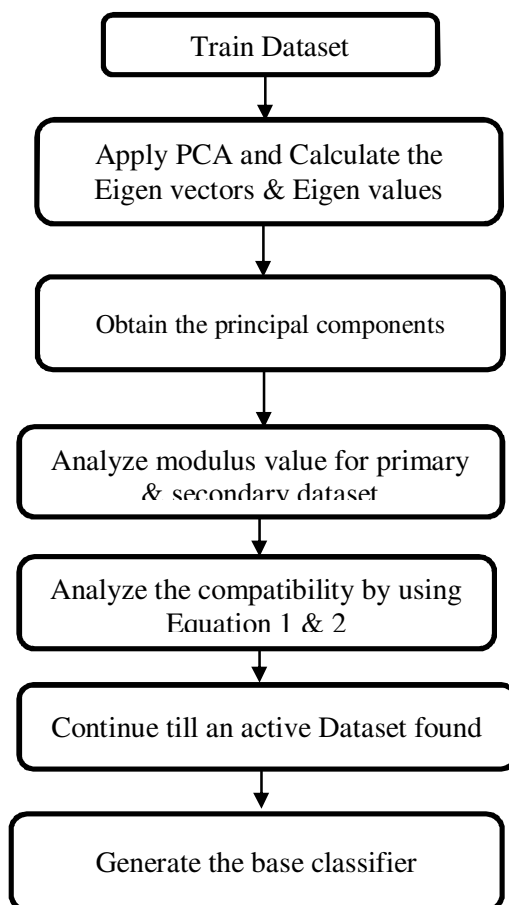 Train Dataset
Apply PCA and Calculate the
Eigen vectors & Eigen values
Obtain the principal components
Analyze modulus value for primary
& secondary dataset
Analyze the compatibility by using
Equation 1 & 2
Continue till an active Dataset found
Generate the base classifier